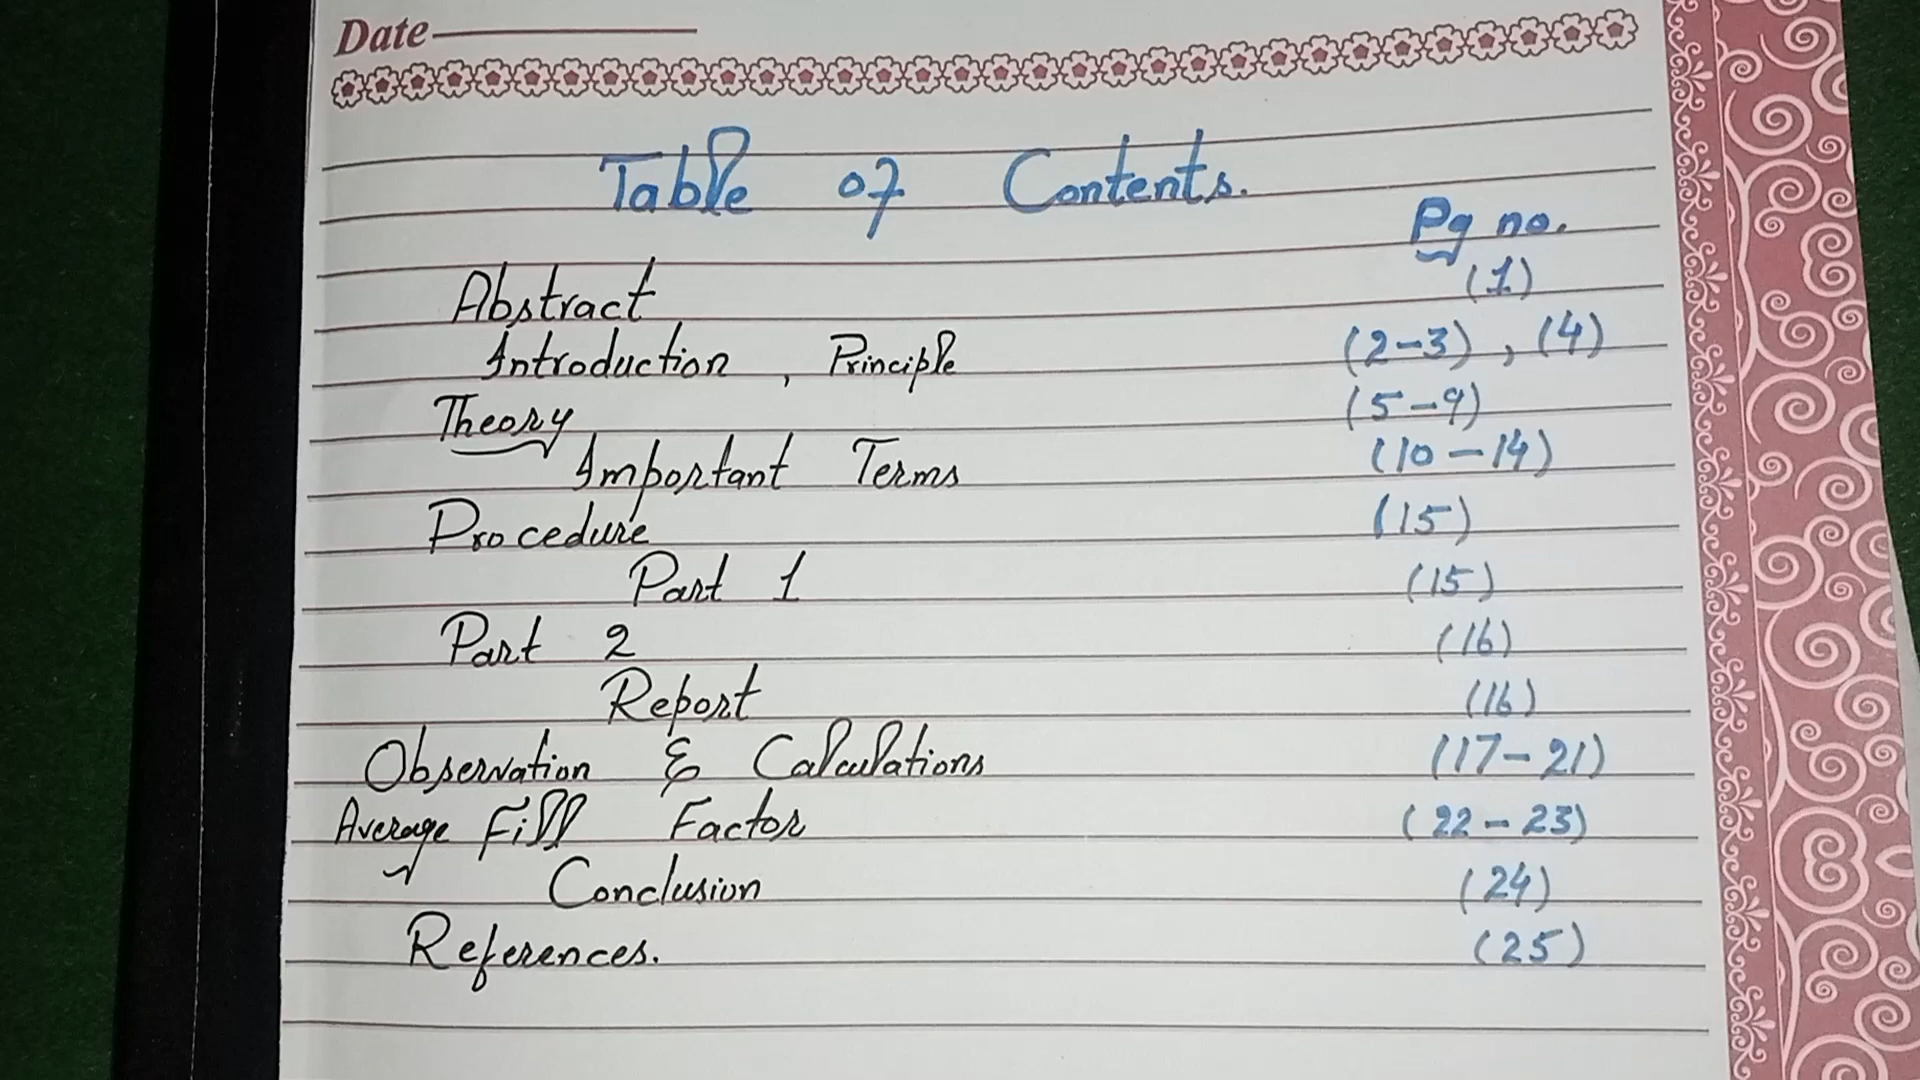 Date
Table of Contents.
Pg no.
Abstract (1)
Introduction, Principle (2-3), (4)
Theory (5-9)
Important Terms (10-14)
Procedure (15)
Part 1 (15)
Part 2 (16)
Report (16)
Observation & Calculations (17-21)
Average Fill Factor (22-23)
Conclusion (24)
References. (25)